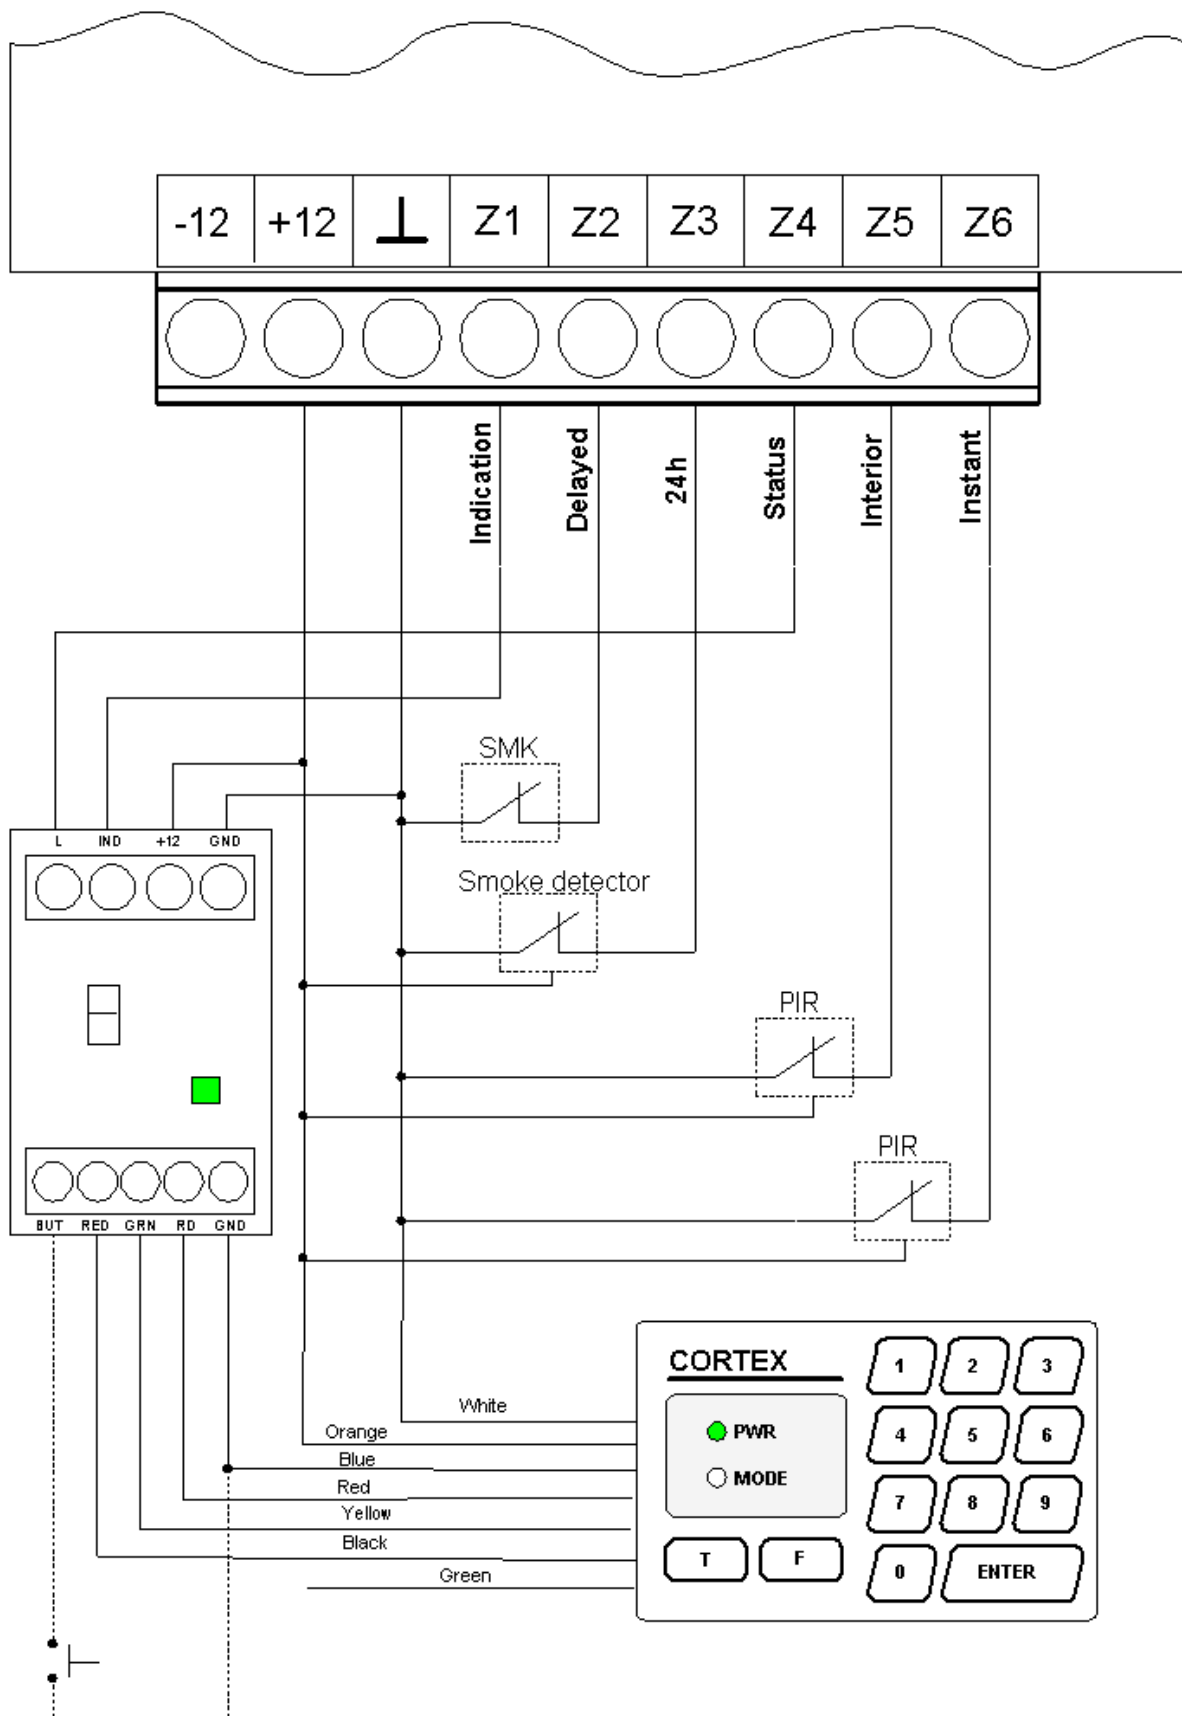 -12 +12 ⊥ Z1 Z2 Z3 Z4 Z5 Z6
Indication
Delayed
24h
Status
Interior
Instant
SMK
L IND +12 GND
Smoke detector
PIR
PIR
BUT RED GRN RD GND
CORTEX
1 2 3
White
Orange
PWR
4 5 6
Blue
MODE
Red
7 8 9
Yellow
Black
T F
Green
0 ENTER